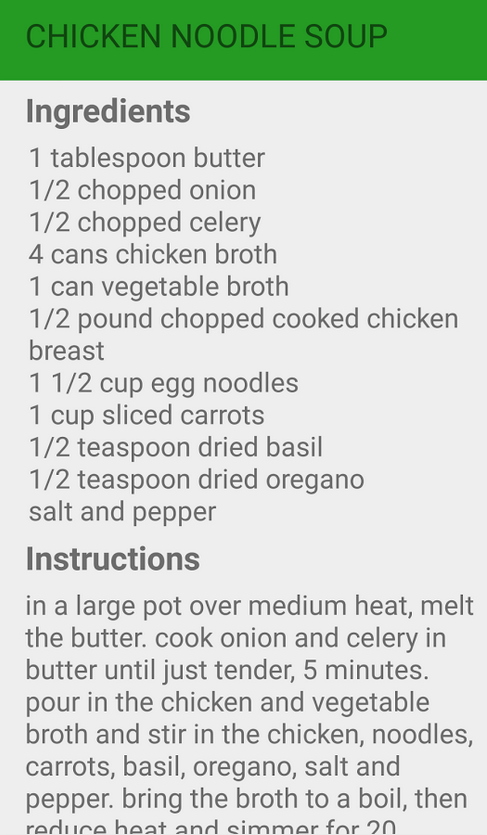 CHICKEN NOODLE SOUP
Ingredients
1 tablespoon butter
1/2 chopped onion
1/2 chopped celery
4 cans chicken broth
1 can vegetable broth
1/2 pound chopped cooked chicken
breast
1 1/2 cup egg noodles
1 cup sliced carrots
1/2 teaspoon dried basil
1/2 teaspoon dried oregano
salt and pepper
Instructions
in a large pot over medium heat, melt
the butter. cook onion and celery in
butter until just tender, 5 minutes.
pour in the chicken and vegetable
broth and stir in the chicken, noodles,
carrots, basil, oregano, salt and
pepper. bring the broth to a boil, then
reduce heat and simmer for 20